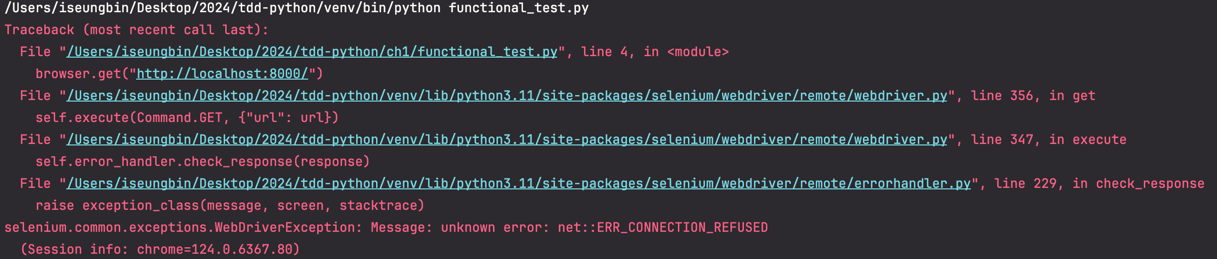 /Users/iseungbin/Desktop/2024/tdd-python/venv/bin/python functional_test.py
Traceback (most recent call last):
  File "/Users/iseungbin/Desktop/2024/tdd-python/ch1/functional_test.py", line 4, in <module>
    browser.get("http://localhost:8000/")
  File "/Users/iseungbin/Desktop/2024/tdd-python/venv/lib/python3.11/site-packages/selenium/webdriver/remote/webdriver.py", line 356, in get
    self.execute(Command.GET, {"url": url})
  File "/Users/iseungbin/Desktop/2024/tdd-python/venv/lib/python3.11/site-packages/selenium/webdriver/remote/webdriver.py", line 347, in execute
    self.error_handler.check_response(response)
  File "/Users/iseungbin/Desktop/2024/tdd-python/venv/lib/python3.11/site-packages/selenium/webdriver/remote/errorhandler.py", line 229, in check_response
    raise exception_class(message, screen, stacktrace)
selenium.common.exceptions.WebDriverException: Message: unknown error: net::ERR_CONNECTION_REFUSED
  (Session info: chrome=124.0.6367.80)